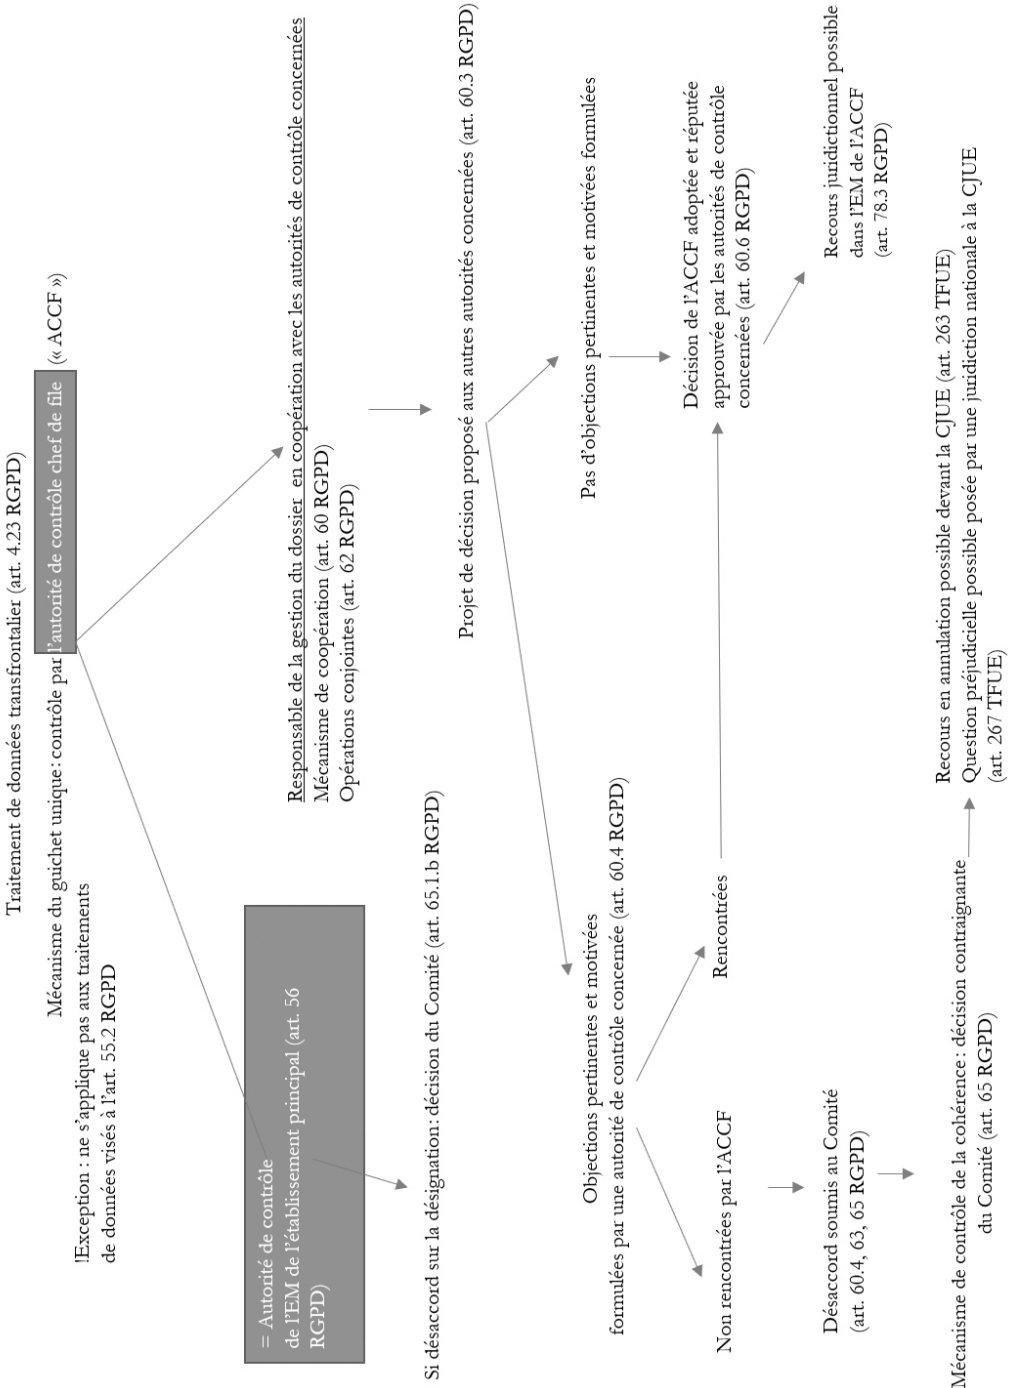 Traitement de données transfrontalier (art. 4.23 RGPD)
Mécanisme du guichet unique : contrôle par l'autorité de contrôle chef de file (« ACCF »)
!Exception : ne s'applique pas aux traitements
de données visés à l'art. 55.2 RGPD
= Autorité de contrôle
de l'EM de l'établissement principal (art. 56
RGPD)
Responsable de la gestion du dossier en coopération avec les autorités de contrôle concernées
Mécanisme de coopération (art. 60 RGPD)
Opérations conjointes (art. 62 RGPD)
Si désaccord sur la désignation : décision du Comité (art. 65.1.b RGPD)
Projet de décision proposé aux autres autorités concernées (art. 60.3 RGPD)
Objections pertinentes et motivées
formulées par une autorité de contrôle concernée (art. 60.4 RGPD)
Pas d'objections pertinentes et motivées formulées
Non rencontrées par l'ACCF
Rencontrées
Décision de l'ACCF adoptée et réputée
approuvée par les autorités de contrôle
concernées (art. 60.6 RGPD)
Désaccord soumis au Comité
(art. 60.4, 63, 65 RGPD)
Recours juridictionnel possible
dans l'EM de l'ACCF
(art. 78.3 RGPD)
Mécanisme de contrôle de la cohérence : décision contraignante
du Comité (art. 65 RGPD)
Recours en annulation possible devant la CJUE (art. 263 TFUE)
Question préjudicielle possible posée par une juridiction nationale à la CJUE
(art. 267 TFUE)